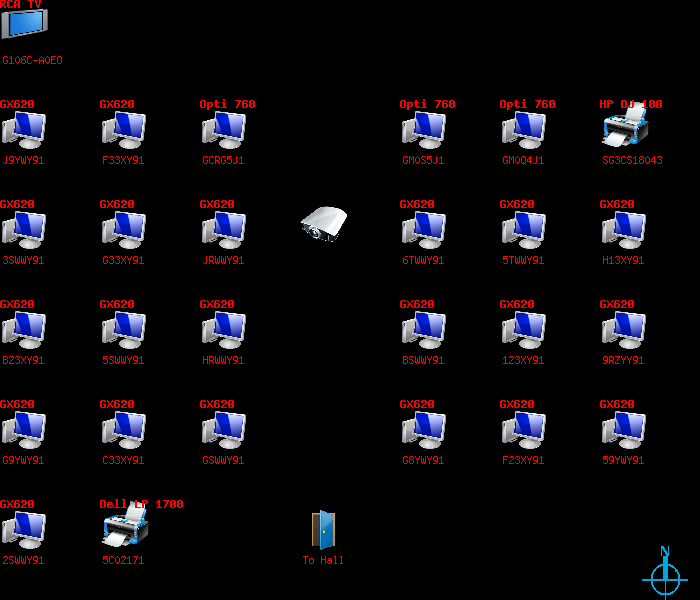 RCA TV
G1Q6C-AQEO
GX620 GX620 Opti 760 Opti 760 Opti 760 HP DJ 100
J9YWY91 F33XY91 GCRG5J1 GMQS5J1 GMQQ4J1 SG3CS18043
GX620 GX620 GX620 GX620 GX620 GX620
3SWWY91 G33XY91 JRWWY91 6TWWY91 5TWWY91 H13XY91
GX620 GX620 GX620 GX620 GX620 GX620
B23XY91 5SWWY91 HRWWY91 BSWWY91 123XY91 9RZYY91
GX620 GX620 GX620 GX620 GX620 GX620
G9YWY91 C33XY91 GSWWY91 G8YWY91 F23XY91 59YWY91
GX620 Dell LP 1700
2SWWY91 5CQ2171 To Hall
N